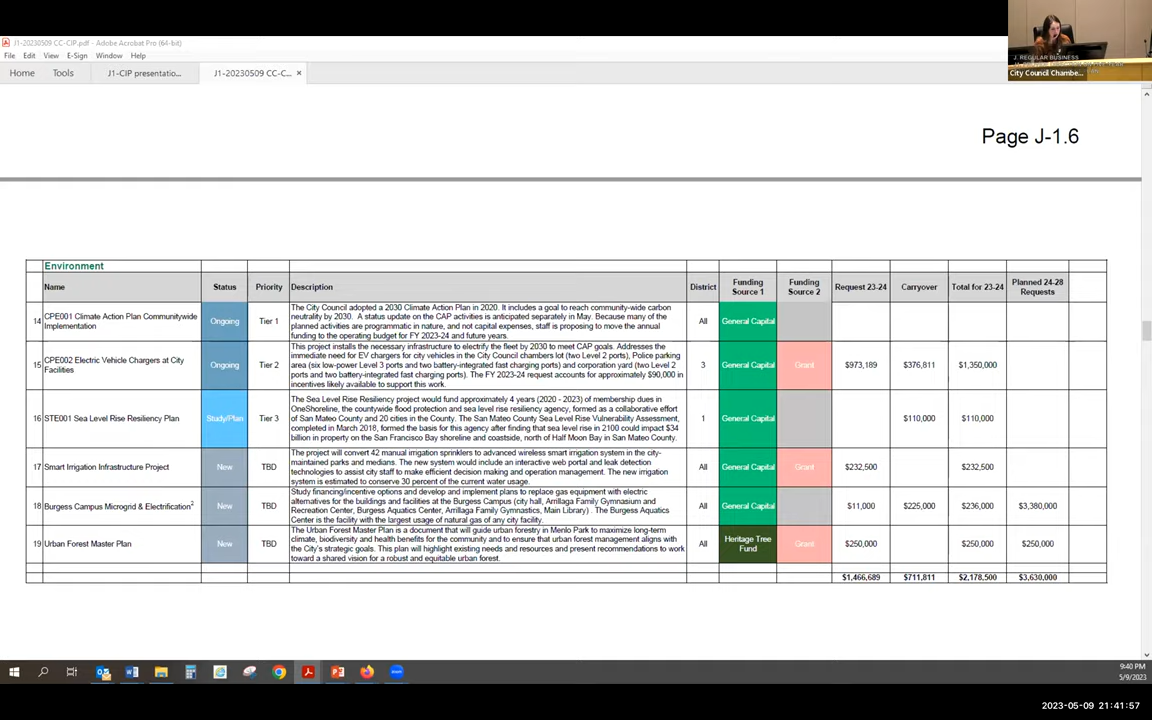 J1-20230509 CC-CIP.pdf - Adobe Acrobat Pro (64-bit)
File Edit View E-Sign Window Help
Home Tools J1-CIP presentatio... J1-20230509 CC-C... ×
J. REGULAR BUSINESS
City Council Chambe...
Page J-1.6
Environment
Name Status Priority Description District Funding Source 1 Funding Source 2 Request 23-24 Carryover Total for 23-24 Planned 24-28 Requests
14 CPE001 Climate Action Plan Communitywide Implementation Ongoing Tier 1
The City Council adopted a 2030 Climate Action Plan in 2020. It includes a goal to reach community-wide carbon
neutrality by 2030. A status update on the CAP activities is anticipated separately in May. Because many of the
planned activities are programmatic in nature, and not capital expenses, staff is proposing to move the annual
funding to the operating budget for FY 2023-24 and future years.
All General Capital
15 CPE002 Electric Vehicle Chargers at City Facilities Ongoing Tier 2
This project installs the necessary infrastructure to electrify the fleet by 2030 to meet CAP goals. Addresses the
immediate need for EV chargers for city vehicles in the City Council chambers lot (two Level 2 ports), Police parking
area (six low-power Level 3 ports and two battery-integrated fast charging ports) and corporation yard (two Level 2
ports and two battery-integrated fast charging ports). The FY 2023-24 request accounts for approximately $90,000 in
incentives likely available to support this work.
3 General Capital Grant $973,189 $376,811 $1,350,000
16 STE001 Sea Level Rise Resiliency Plan Study/Plan Tier 3
The Sea Level Rise Resiliency project would fund approximately 4 years (2020 - 2023) of membership dues in
OneShoreline, the countywide flood protection and sea level rise resiliency agency, formed as a collaborative effort
of San Mateo County and 20 cities in the County. The San Mateo County Sea Level Rise Vulnerability Assessment,
completed in March 2018, formed the basis for this agency after finding that sea level rise in 2100 could impact $34
billion in property on the San Francisco Bay shoreline and coastside, north of Half Moon Bay in San Mateo County.
1 General Capital $110,000 $110,000
17 Smart Irrigation Infrastructure Project New TBD
The project will convert 42 manual irrigation sprinklers to advanced wireless smart irrigation system in the city-
maintained parks and medians. The new system would include an interactive web portal and leak detection
technologies to assist city staff to make efficient decision making and operation management. The new irrigation
system is estimated to conserve 30 percent of the current water usage.
All General Capital Grant $232,500 $232,500
18 Burgess Campus Microgrid & Electrification² New TBD
Study financing/incentive options and develop and implement plans to replace gas equipment with electric
alternatives for the buildings and facilities at the Burgess Campus (city hall, Arrillaga Family Gymnasium and
Recreation Center, Burgess Aquatics Center, Arrillaga Family Gymnastics, Main Library) . The Burgess Aquatics
Center is the facility with the largest usage of natural gas of any city facility.
All General Capital $11,000 $225,000 $236,000 $3,380,000
19 Urban Forest Master Plan New TBD
The Urban Forest Master Plan is a document that will guide urban forestry in Menlo Park to maximize long-term
climate, biodiversity and health benefits for the community and to ensure that urban forest management aligns with
the City's strategic goals. This plan will highlight existing needs and resources and present recommendations to work
toward a shared vision for a robust and equitable urban forest.
All Heritage Tree Fund Grant $250,000 $250,000 $250,000
$1,466,689 $711,811 $2,178,500 $3,630,000
9:40 PM
5/9/2023
2023-05-09 21:41:57